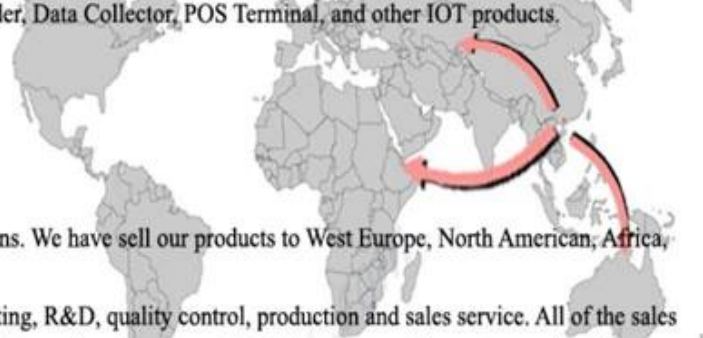 ler, Data Collector, POS Terminal, and other IOT products.
ns. We have sell our products to West Europe, North American, Africa,
ting, R&D, quality control, production and sales service. All of the sales